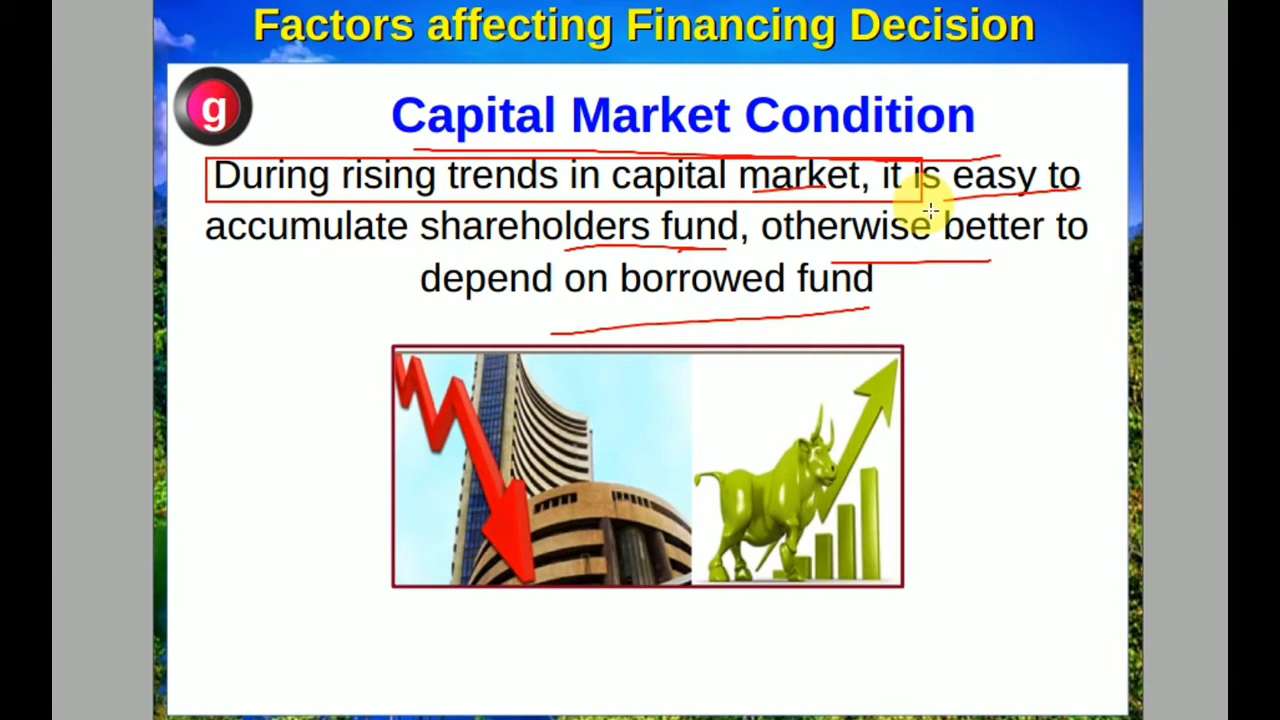 Factors affecting Financing Decision
g
Capital Market Condition
During rising trends in capital market, it is easy to
accumulate shareholders fund, otherwise better to
depend on borrowed fund